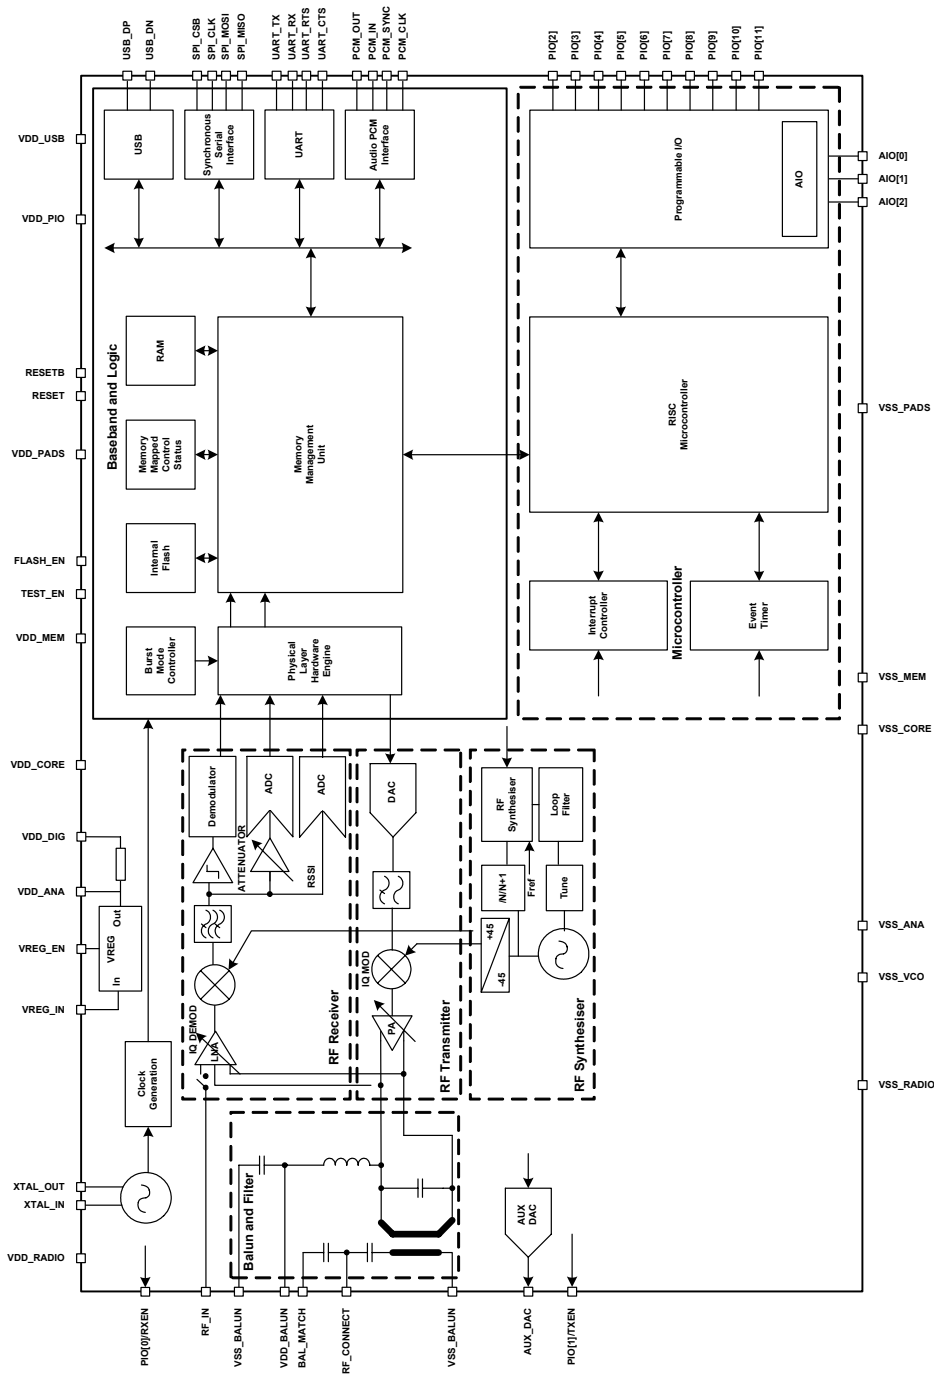 USB_DP
USB_DN
SPI_CSB
SPI_CLK
SPI_MOSI
SPI_MISO
UART_TX
UART_RX
UART_RTS
UART_CTS
PCM_OUT
PCM_IN
PCM_SYNC
PCM_CLK
PIO[2]
PIO[3]
PIO[4]
PIO[5]
PIO[6]
PIO[7]
PIO[8]
PIO[9]
PIO[10]
PIO[11]
VDD_USB
VDD_PIO
RESETB
RESET
VDD_PADS
FLASH_EN
TEST_EN
VDD_MEM
VDD_CORE
VDD_DIG
VDD_ANA
VREG_EN
VREG_IN
XTAL_OUT
XTAL_IN
VDD_RADIO
USB
Synchronous
Serial
Interface
UART
Audio PCM
Interface
Programmable I/O
AIO
AIO[0]
AIO[1]
AIO[2]
Baseband and Logic
RAM
Memory
Mapped
Control
Status
Internal
Flash
Memory
Management
Unit
RISC
Microcontroller
VSS_PADS
Interrupt
Controller
Microcontroller
Event
Timer
Burst
Mode
Controller
Physical
Layer
Hardware
Engine
VSS_MEM
VSS_CORE
VSS_ANA
VSS_VCO
VSS_RADIO
Demodulator
ADC
ADC
ATTENUATOR
RSSI
IQ DEMOD
LNA
RF Receiver
DAC
IQ MOD
PA
RF Transmitter
RF
Synthesiser
Loop
Filter
/N/N+1
Fref
Tune
+45
-45
RF Synthesiser
Out
VREG
In
Clock
Generation
Balun and Filter
AUX
DAC
PIO[0]/RXEN
RF_IN
VSS_BALUN
VDD_BALUN
BAL_MATCH
RF_CONNECT
VSS_BALUN
AUX_DAC
PIO[1]/TXEN